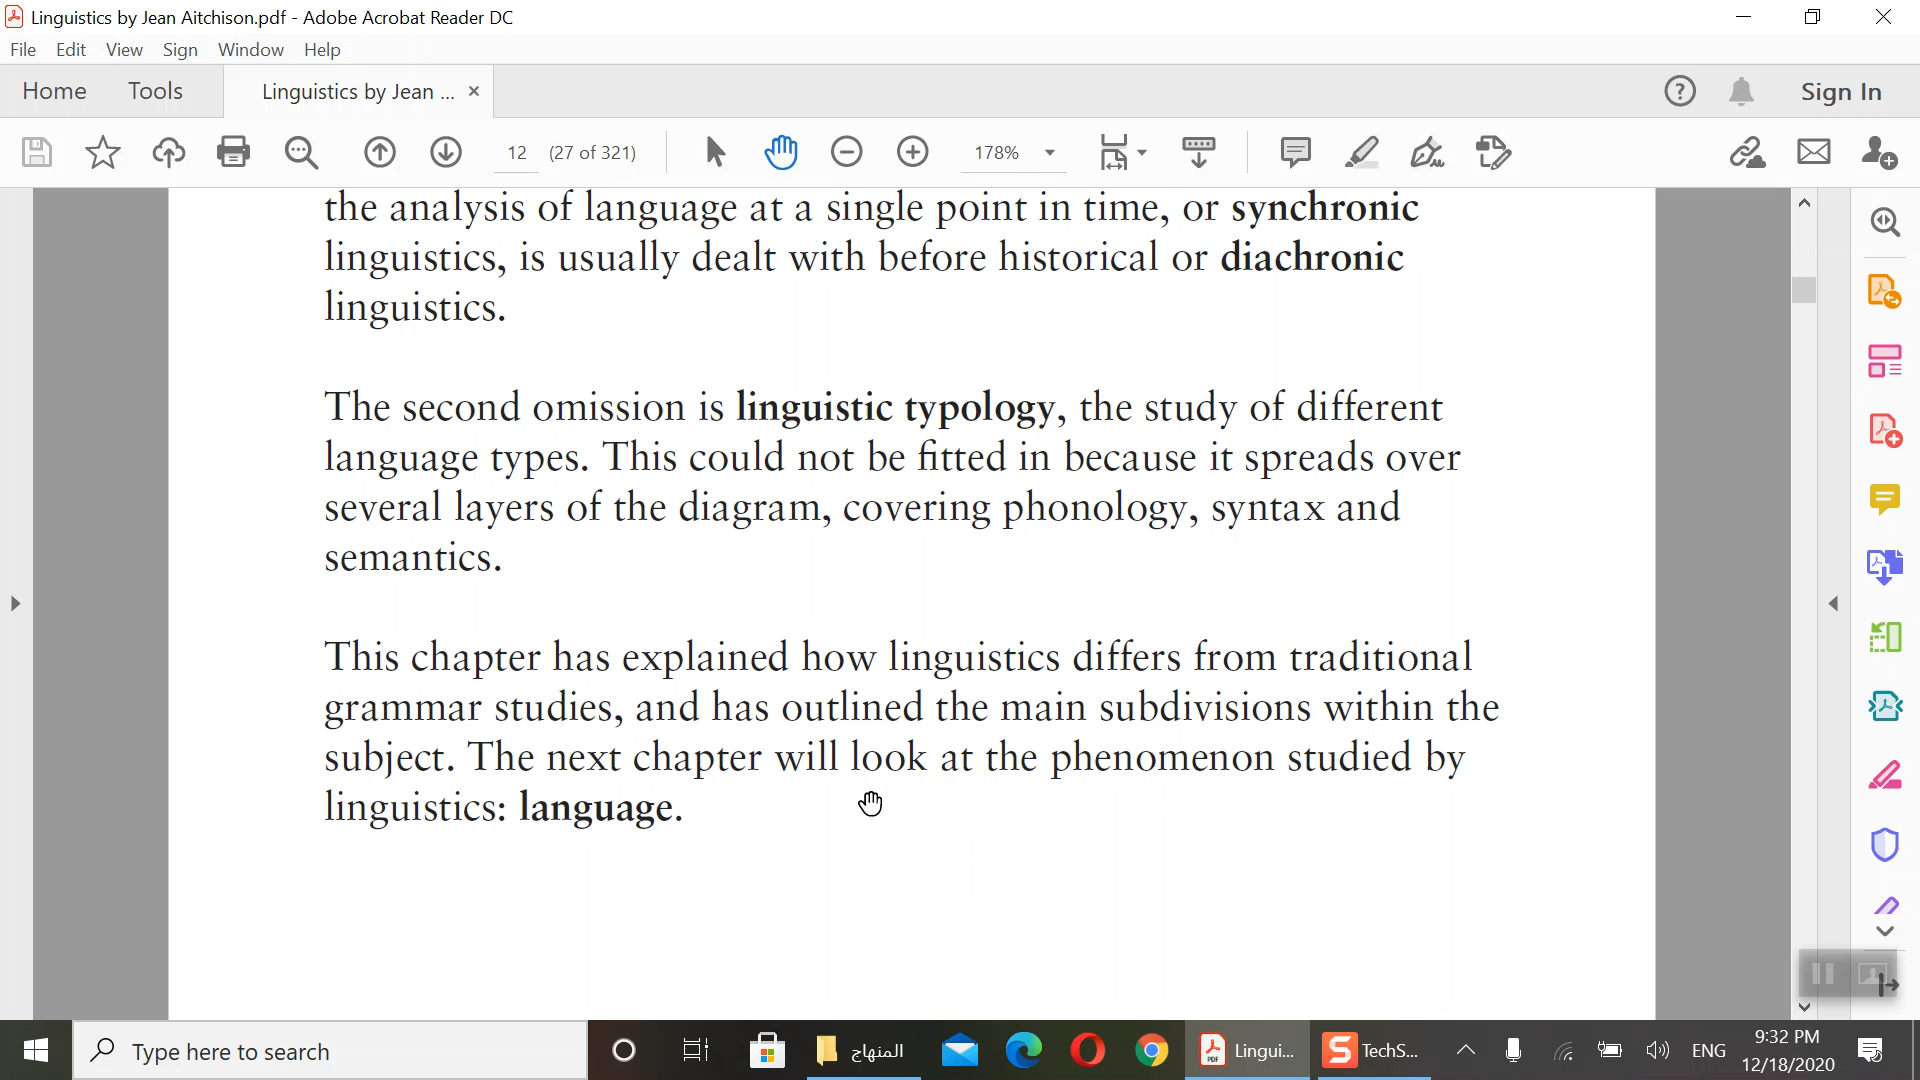 Linguistics by Jean Aitchison.pdf - Adobe Acrobat Reader DC
File Edit View Sign Window Help
Home Tools Linguistics by Jean ... × Sign In
12 (27 of 321) 178%
the analysis of language at a single point in time, or synchronic
linguistics, is usually dealt with before historical or diachronic
linguistics.
The second omission is linguistic typology, the study of different
language types. This could not be fitted in because it spreads over
several layers of the diagram, covering phonology, syntax and
semantics.
This chapter has explained how linguistics differs from traditional
grammar studies, and has outlined the main subdivisions within the
subject. The next chapter will look at the phenomenon studied by
linguistics: language.
Type here to search المنهاج Lingui... TechS... ENG 9:32 PM
12/18/2020